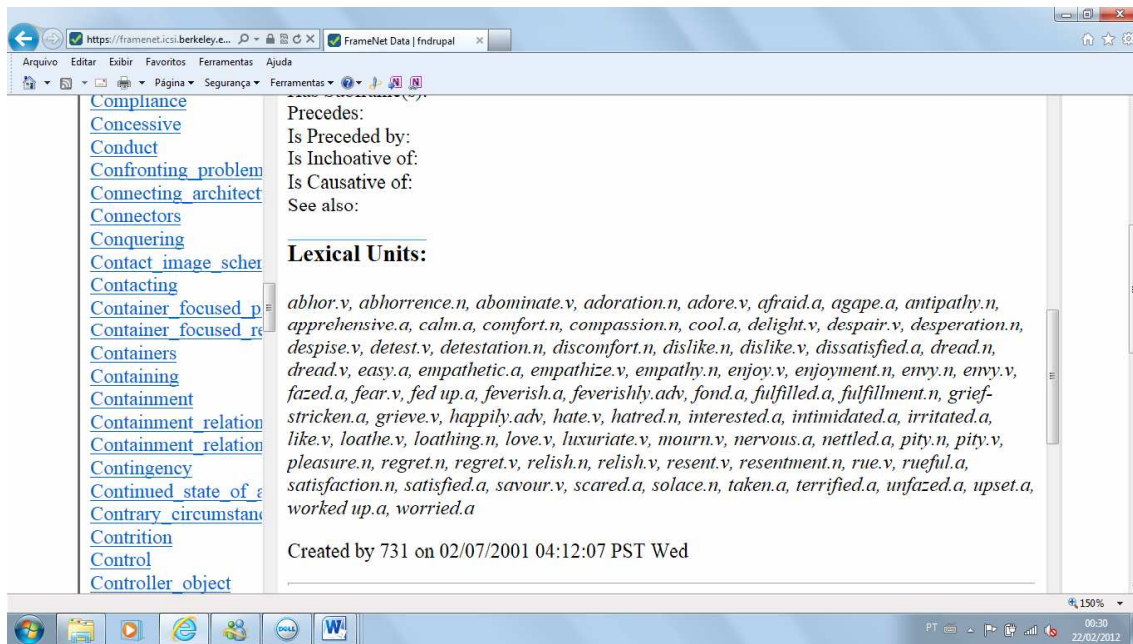 https://framenet.icsi.berkeley.e...
FrameNet Data | fndrupal
Arquivo Editar Exibir Favoritos Ferramentas Ajuda
Página Segurança Ferramentas
Compliance
Concessive
Conduct
Confronting_problem
Connecting_architect
Connectors
Conquering
Contact_image_schem
Contacting
Container_focused_p
Container_focused_re
Containers
Containing
Containment
Containment_relation
Containment_relation
Contingency
Continued_state_of_a
Contrary_circumstanc
Contrition
Control
Controller_object
Has Subframe(s):
Precedes:
Is Preceded by:
Is Inchoative of:
Is Causative of:
See also:
Lexical Units:
abhor.v, abhorrence.n, abominate.v, adoration.n, adore.v, afraid.a, agape.a, antipathy.n,
apprehensive.a, calm.a, comfort.n, compassion.n, cool.a, delight.v, despair.v, desperation.n,
despise.v, detest.v, detestation.n, discomfort.n, dislike.n, dislike.v, dissatisfied.a, dread.n,
dread.v, easy.a, empathetic.a, empathize.v, empathy.n, enjoy.v, enjoyment.n, envy.n, envy.v,
fazed.a, fear.v, fed up.a, feverish.a, feverishly.adv, fond.a, fulfilled.a, fulfillment.n, grief-
stricken.a, grieve.v, happily.adv, hate.v, hatred.n, interested.a, intimidated.a, irritated.a,
like.v, loathe.v, loathing.n, love.v, luxuriate.v, mourn.v, nervous.a, nettled.a, pity.n, pity.v,
pleasure.n, regret.n, regret.v, relish.n, relish.v, resent.v, resentment.n, rue.v, rueful.a,
satisfaction.n, satisfied.a, savour.v, scared.a, solace.n, taken.a, terrified.a, unfazed.a, upset.a,
worked up.a, worried.a
Created by 731 on 02/07/2001 04:12:07 PST Wed
150%
DELL
PT
00:30
22/02/2012